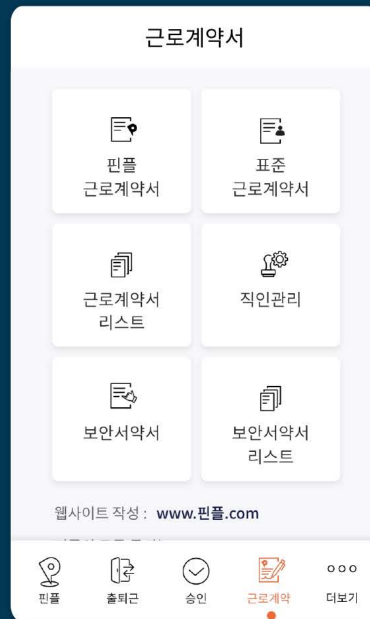 근로계약서
핀플
근로계약서
표준
근로계약서
근로계약서
리스트
직인관리
보안서약서
보안서약서
리스트
웹사이트 작성 : www.핀플.com
핀플
출퇴근
승인
근로계약
더보기